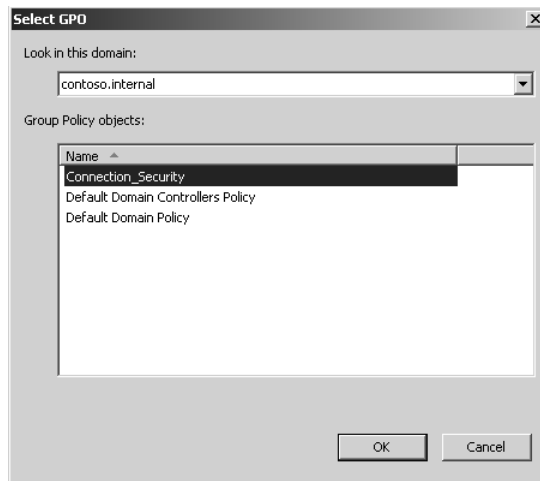 Select GPO
Look in this domain:
contoso.internal
Group Policy objects:
Name
Connection_Security
Default Domain Controllers Policy
Default Domain Policy
OK Cancel